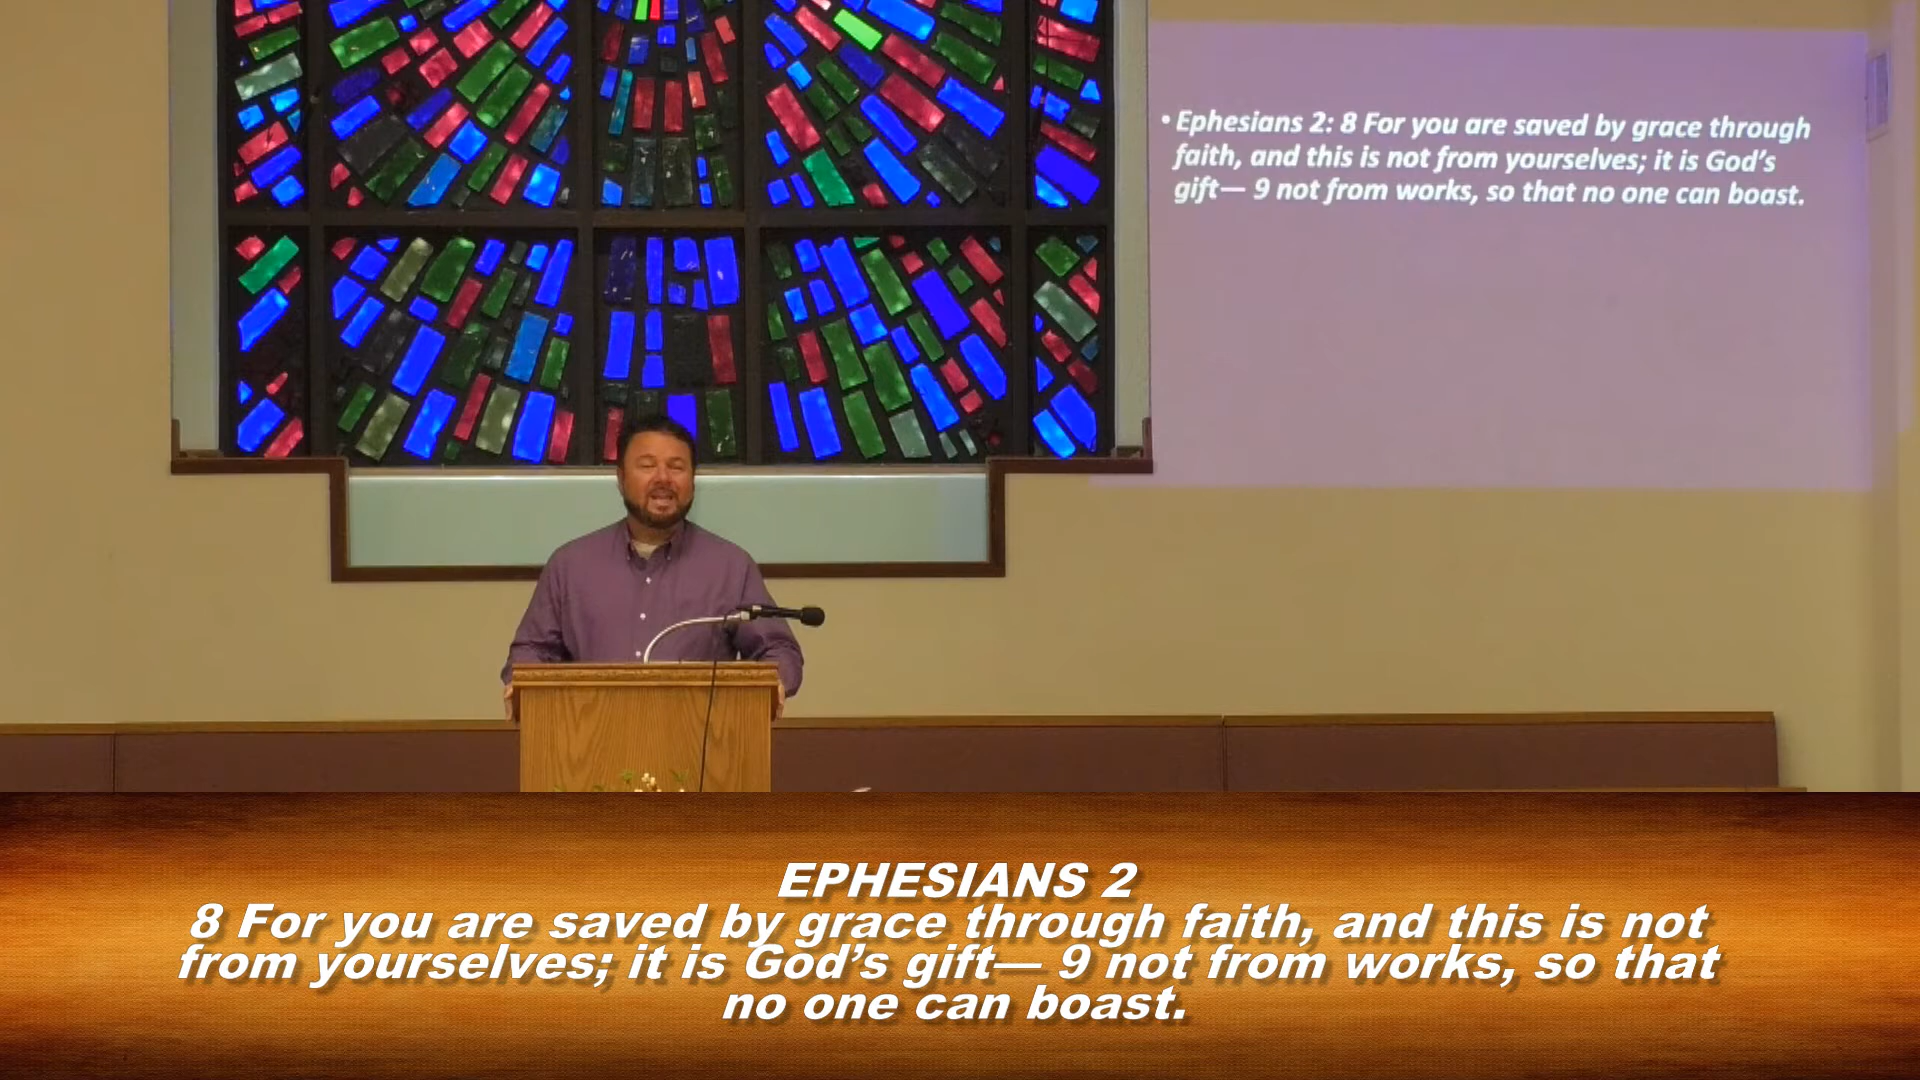 • Ephesians 2: 8 For you are saved by grace through
faith, and this is not from yourselves; it is God's
gift— 9 not from works, so that no one can boast.
EPHESIANS 2
8 For you are saved by grace through faith, and this is not
from yourselves; it is God's gift— 9 not from works, so that
no one can boast.